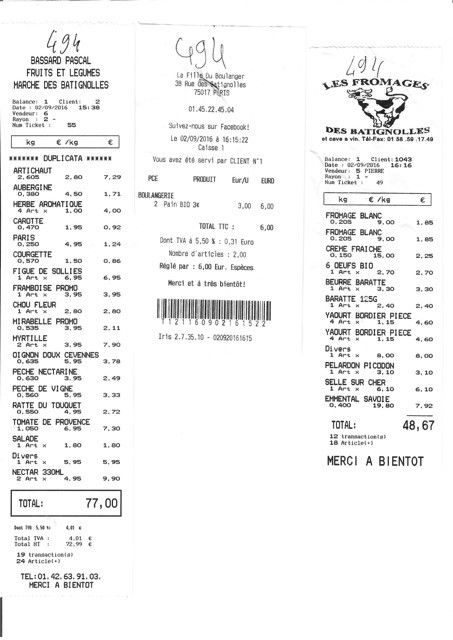 494
BASSARD PASCAL
FRUITS ET LEGUMES
MARCHE DES BATIGNOLLES
Balance: 1 Client: 2
Date : 02/09/2016 15:38
Vendeur: 6
Rayon : 2 -
Num Ticket : 55
kg €/kg €
******* DUPLICATA ******
ARTICHAUT
2,605 2,80 7,29
AUBERGINE
0,380 4,50 1,71
HERBE AROMATIQUE
4 Art x 1,00 4,00
CAROTTE
0,470 1,95 0,92
PARIS
0,250 4,95 1,24
COURGETTE
0,570 1,50 0,86
FIGUE DE SOLLIES
1 Art x 6,95 6,95
FRAMBOISE PROMO
1 Art x 3,95 3,95
CHOU FLEUR
1 Art x 2,80 2,80
MIRABELLE PROMO
0,535 3,95 2,11
MYRTILLE
2 Art x 3,95 7,90
OIGNON DOUX CEVENNES
0,635 5,95 3,78
PECHE NECTARINE
0,630 3,95 2,49
PECHE DE VIGNE
0,560 5,95 3,33
RATTE DU TOUQUET
0,550 4,95 2,72
TOMATE DE PROVENCE
1,050 6,95 7,30
SALADE
1 Art x 1,80 1,80
Divers
1 Art x 5,95 5,95
NECTAR 330ML
2 Art x 4,95 9,90
TOTAL: 77,00
Dont TVA 5.50 %: 4,01 €
Total TVA : 4.01 €
Total HT : 72.99 €
19 transaction(s)
24 Article(s)
TEL:01.42.63.91.03.
MERCI A BIENTOT
494
La Fille Du Boulanger
39 Rue des Batignolles
75017 PARIS
01.45.22.45.04
Suivez-nous sur Facebook!
Le 02/09/2016 à 16:15:22
Caisse 1
Vous avez été servi par CLIENT N°1
PCE PRODUIT Eur/U EURO
BOULANGERIE
2 Pain BIO 3€ 3,00 6,00
TOTAL TTC : 6,00
Dont TVA à 5,50 % : 0,31 Euro
Nombre d'articles : 2,00
Réglé par : 6,00 Eur. Espèces
Merci et à très bientôt!
T121160902161522
Iris 2.7.35.10 - 020920161615
494
LES FROMAGES
DES BATIGNOLLES
et cave à vin. Tél-Fax: 01 58.59.17.48
Balance: 1 Client:1043
Date : 02/09/2016 16:16
Vendeur: 5 PIERRE
Rayon : 1 -
Num Ticket : 49
kg €/kg €
FROMAGE BLANC
0,205 9,00 1,85
FROMAGE BLANC
0,205 9,00 1,85
CREME FRAICHE
0,150 15,00 2,25
6 OEUFS BIO
1 Art x 2,70 2,70
BEURRE BARATTE
1 Art x 3,30 3,30
BARATTE 125G
1 Art x 2,40 2,40
YAOURT BORDIER PIECE
4 Art x 1,15 4,60
YAOURT BORDIER PIECE
4 Art x 1,15 4,60
Divers
1 Art x 8,00 8,00
PELARDON PICODON
1 Art x 3,10 3,10
SELLE SUR CHER
1 Art x 6,10 6,10
EMMENTAL SAVOIE
0,400 19,80 7,92
TOTAL: 48,67
12 transaction(s)
18 Article(s)
MERCI A BIENTOT